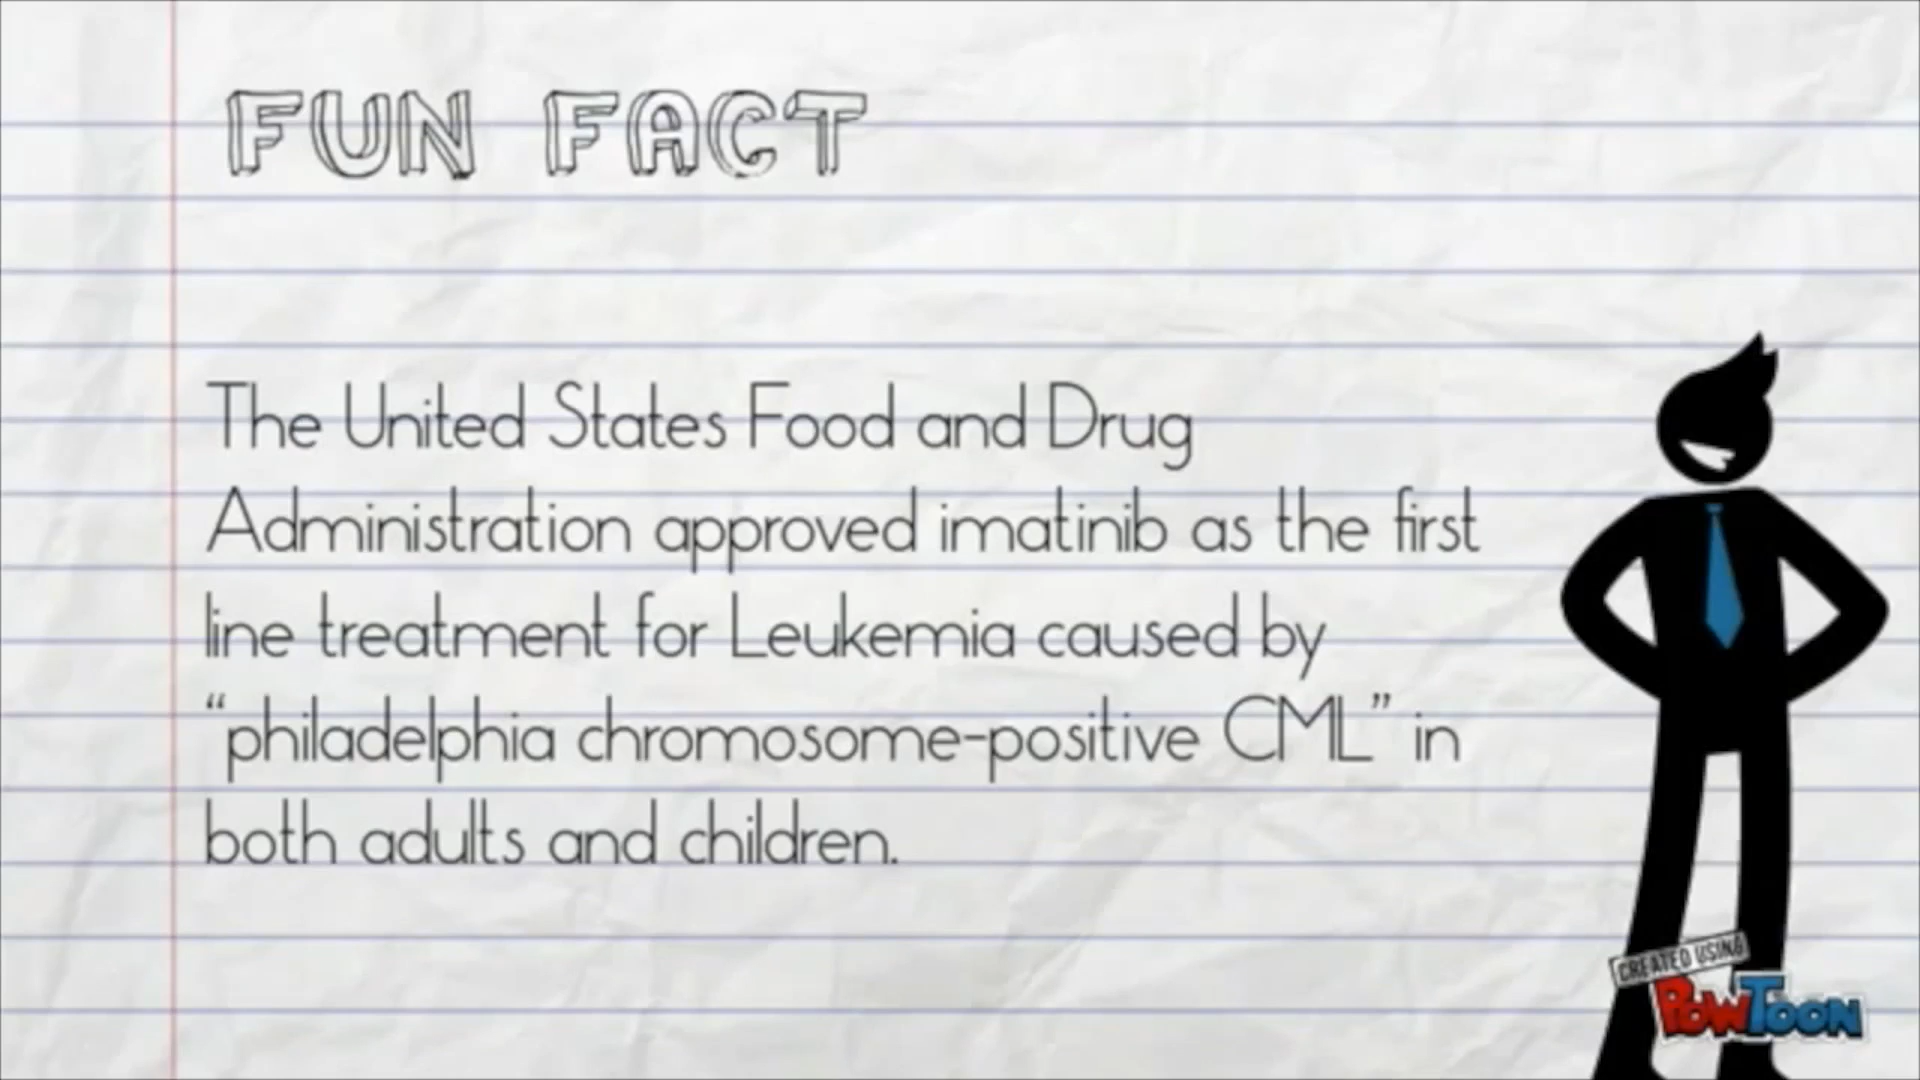 FUN FACT
The United States Food and Drug
Administration approved imatinib as the first
line treatment for Leukemia caused by
“philadelphia chromosome-positive CML” in
both adults and children.
CREATED USING
POWTOON